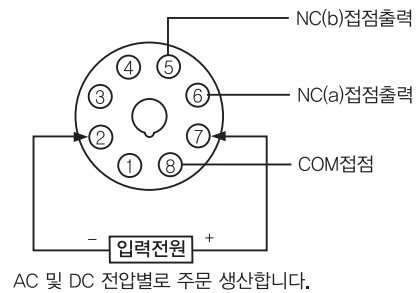 NC(b)접점출력
④ ⑤
③ ⑥
NC(a)접점출력
② ⑦
① ⑧
COM접점
− 입력전원 +
AC 및 DC 전압별로 주문 생산합니다.